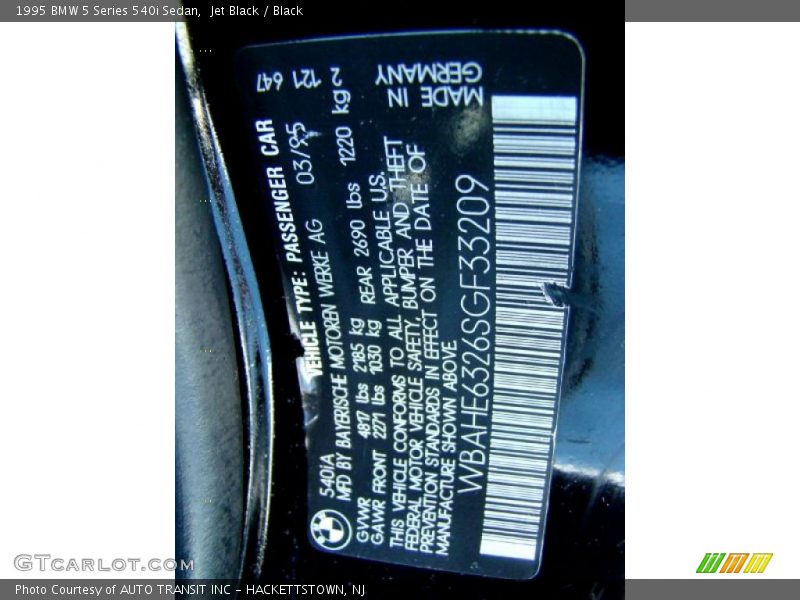 1995 BMW 5 Series 540i Sedan,  Jet Black / Black
2 121 647
MADE IN
GERMANY
VEHICLE TYPE: PASSENGER CAR
540iA 03/95
MFD BY BAYERISCHE MOTOREN WERKE AG
GVWR 4817 lbs 2185 kg
GAWR FRONT 2271 lbs 1030 kg REAR 2690 lbs 1220 kg
THIS VEHICLE CONFORMS TO ALL APPLICABLE U.S.
FEDERAL MOTOR VEHICLE SAFETY, BUMPER AND THEFT
PREVENTION STANDARDS IN EFFECT ON THE DATE OF
MANUFACTURE SHOWN ABOVE
WBAHE6326SGF33209
GTCarlot.com
Photo Courtesy of AUTO TRANSIT INC - HACKETTSTOWN, NJ